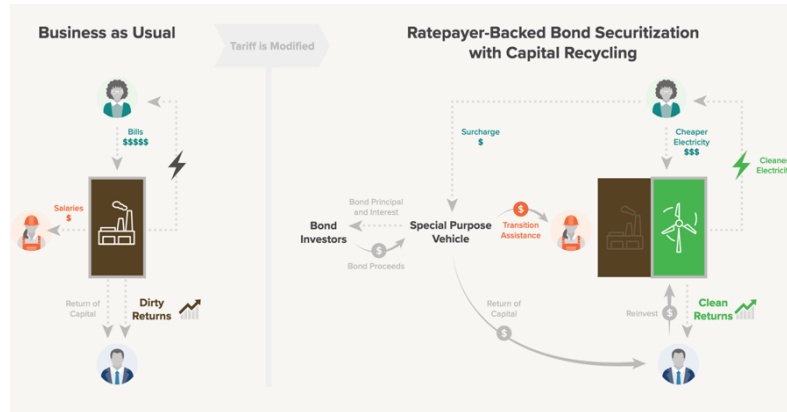 Business as Usual
Tariff is Modified
Ratepayer-Backed Bond Securitization
with Capital Recycling
Bills
$$$$$
Salaries
$
Return of
Capital
Dirty
Returns
Surcharge
$
Cheaper
Electricity
$$$
Cleaner
Electricity
Bond Principal
and Interest
Bond
Investors
Bond Proceeds
Special Purpose
Vehicle
$
$
Transition
Assistance
Return of
Capital
$
Reinvest
$
Clean
Returns